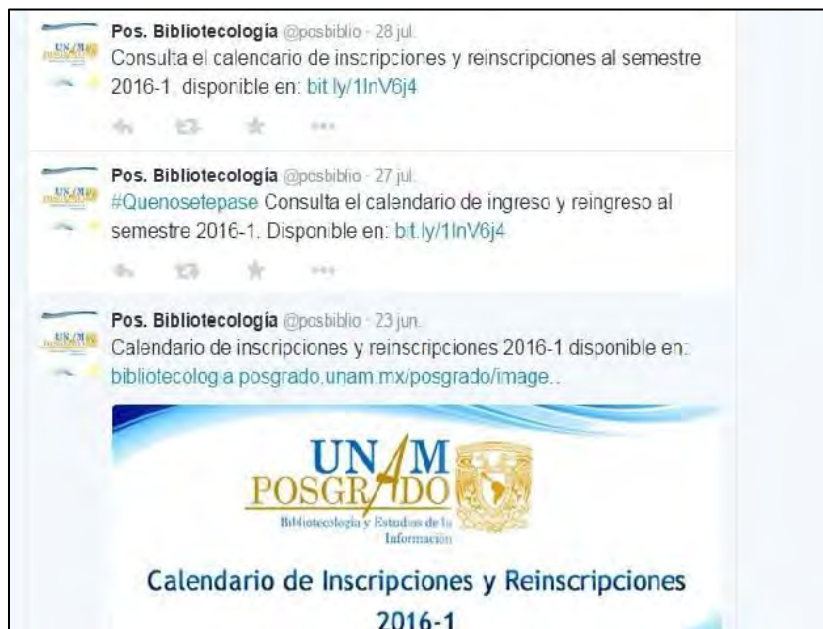 Pos. Bibliotecología @posbiblio · 28 jul.
Consulta el calendario de inscripciones y reinscripciones al semestre
2016-1. disponible en: bit.ly/1InV6j4
Pos. Bibliotecología @posbiblio · 27 jul.
#Quenosetepase Consulta el calendario de ingreso y reingreso al
semestre 2016-1. Disponible en: bit.ly/1InV6j4
Pos. Bibliotecología @posbiblio · 23 jun.
Calendario de inscripciones y reinscripciones 2016-1 disponible en:
bibliotecologia.posgrado.unam.mx/posgrado/image...
UNAM
POSGRADO
Bibliotecología y Estudios de la
Información
Calendario de Inscripciones y Reinscripciones
2016-1